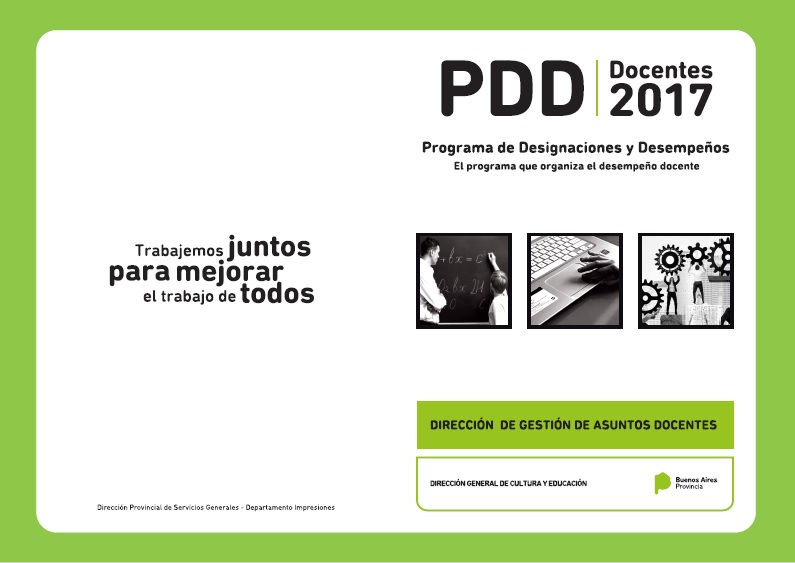 PDD
Docentes
2017
Programa de Designaciones y Desempeños
El programa que organiza el desempeño docente
Trabajemos juntos
para mejorar
el trabajo de todos
DIRECCIÓN DE GESTIÓN DE ASUNTOS DOCENTES
DIRECCIÓN GENERAL DE CULTURA Y EDUCACIÓN
Buenos Aires
Provincia
Dirección Provincial de Servicios Generales - Departamento Impresiones